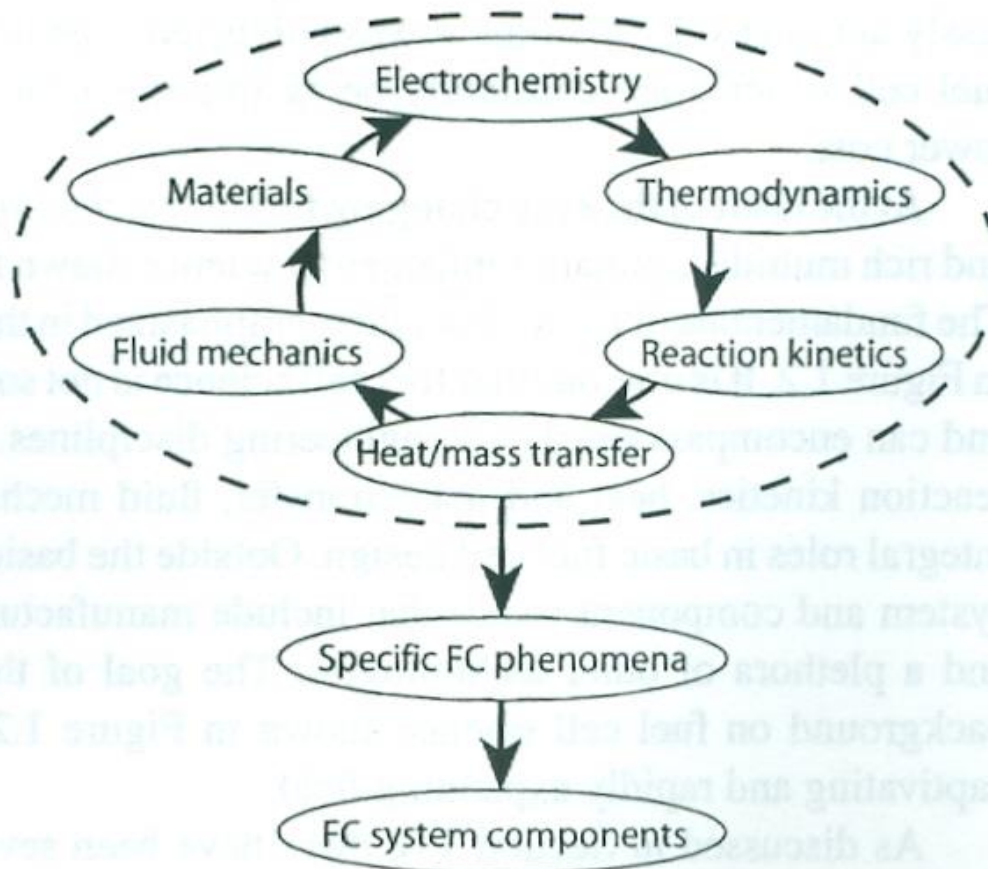 Electrochemistry
Materials
Thermodynamics
Fluid mechanics
Reaction kinetics
Heat/mass transfer
Specific FC phenomena
FC system components